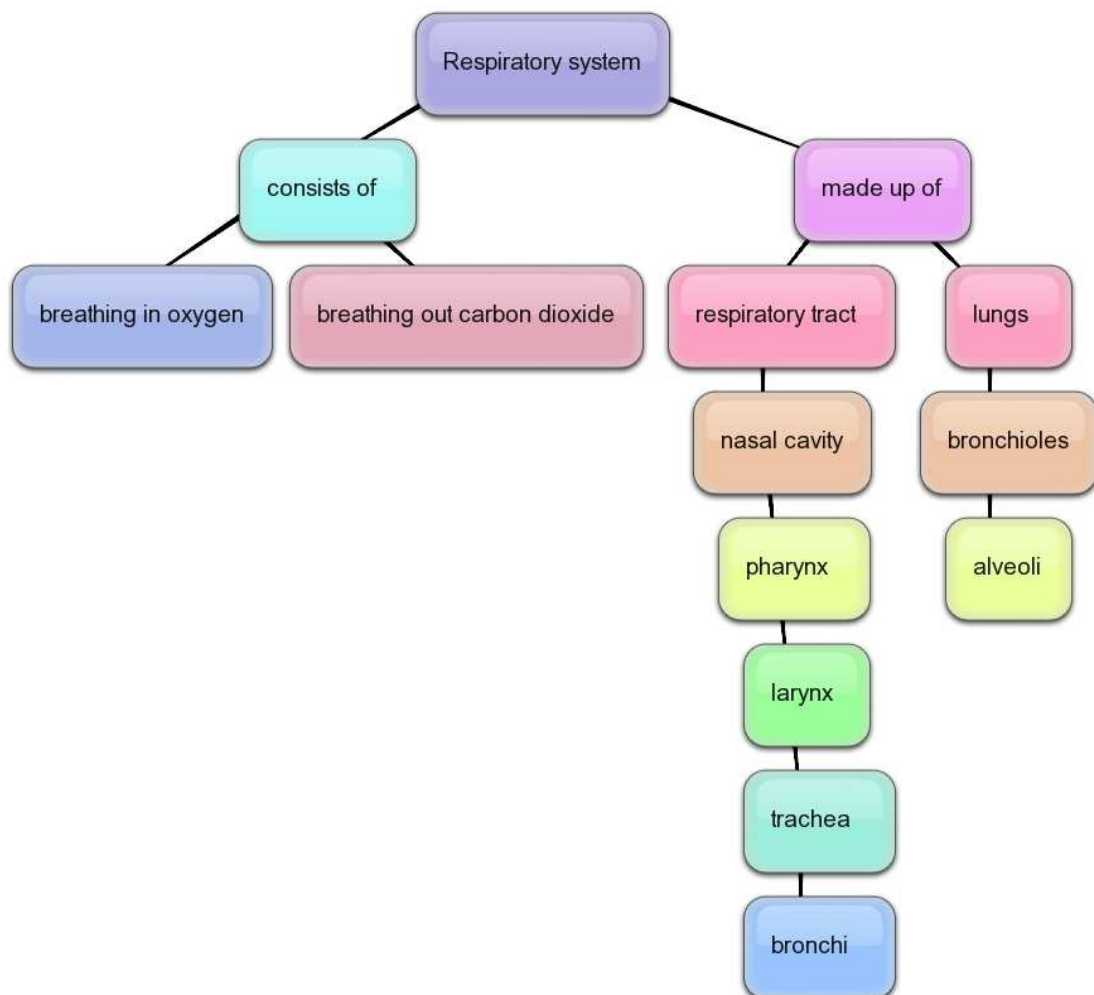 Respiratory system
consists of
made up of
breathing in oxygen
breathing out carbon dioxide
respiratory tract
lungs
nasal cavity
bronchioles
pharynx
alveoli
larynx
trachea
bronchi